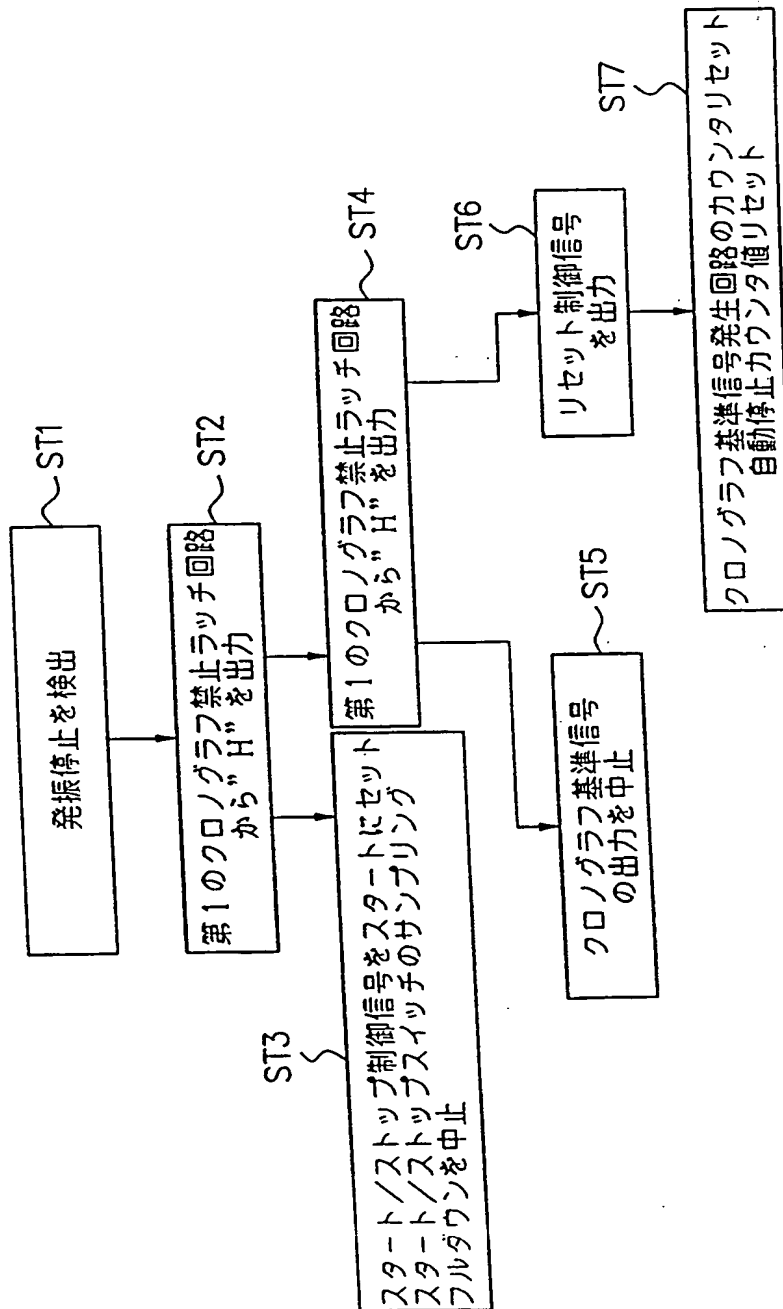 ST1
発振停止を検出
ST2
第1のクロノグラフ禁止ラッチ回路
から"H"を出力
ST3
スタート/ストップ制御信号をスタートにセット
スタート/ストップスイッチのサンプリング
フルダウンを中止
ST4
第1のクロノグラフ禁止ラッチ回路
から"H"を出力
ST5
クロノグラフ基準信号
の出力を中止
ST6
リセット制御信号
を出力
ST7
クロノグラフ基準信号発生回路のカウンタリセット
自動停止カウンタ値リセット